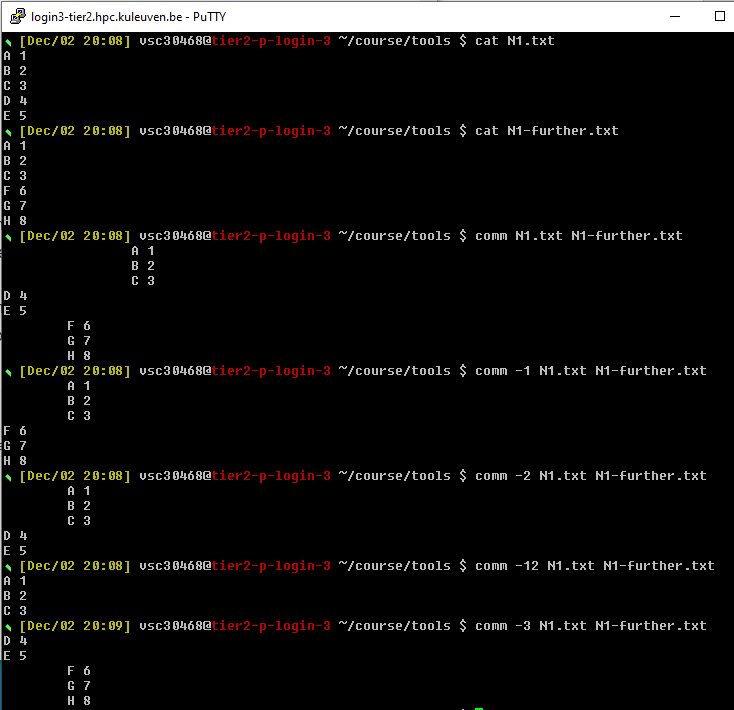 login3-tier2.hpc.kuleuven.be - PuTTY
[Dec/02 20:08] vsc30468@tier2-p-login-3 ~/course/tools $ cat N1.txt
A 1
B 2
C 3
D 4
E 5
[Dec/02 20:08] vsc30468@tier2-p-login-3 ~/course/tools $ cat N1-further.txt
A 1
B 2
C 3
F 6
G 7
H 8
[Dec/02 20:08] vsc30468@tier2-p-login-3 ~/course/tools $ comm N1.txt N1-further.txt
                A 1
                B 2
                C 3
D 4
E 5
        F 6
        G 7
        H 8
[Dec/02 20:08] vsc30468@tier2-p-login-3 ~/course/tools $ comm -1 N1.txt N1-further.txt
        A 1
        B 2
        C 3
F 6
G 7
H 8
[Dec/02 20:08] vsc30468@tier2-p-login-3 ~/course/tools $ comm -2 N1.txt N1-further.txt
        A 1
        B 2
        C 3
D 4
E 5
[Dec/02 20:08] vsc30468@tier2-p-login-3 ~/course/tools $ comm -12 N1.txt N1-further.txt
A 1
B 2
C 3
[Dec/02 20:09] vsc30468@tier2-p-login-3 ~/course/tools $ comm -3 N1.txt N1-further.txt
D 4
E 5
        F 6
        G 7
        H 8